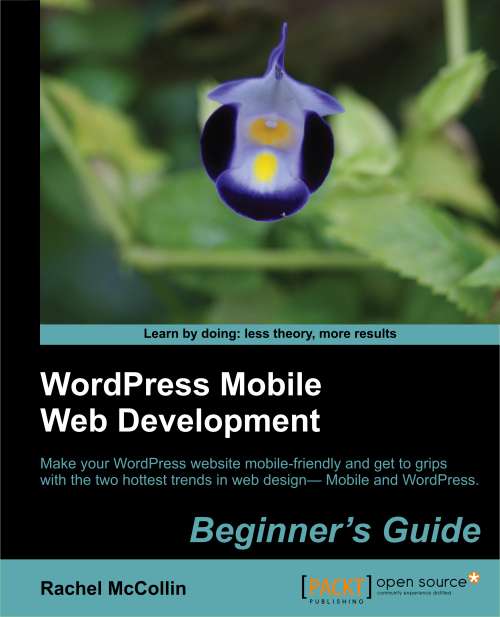 Learn by doing: less theory, more results
WordPress Mobile
Web Development
Make your WordPress website mobile-friendly and get to grips
with the two hottest trends in web design— Mobile and WordPress.
Beginner's Guide
Rachel McCollin
[PACKT] open source*
PUBLISHING community experience distilled